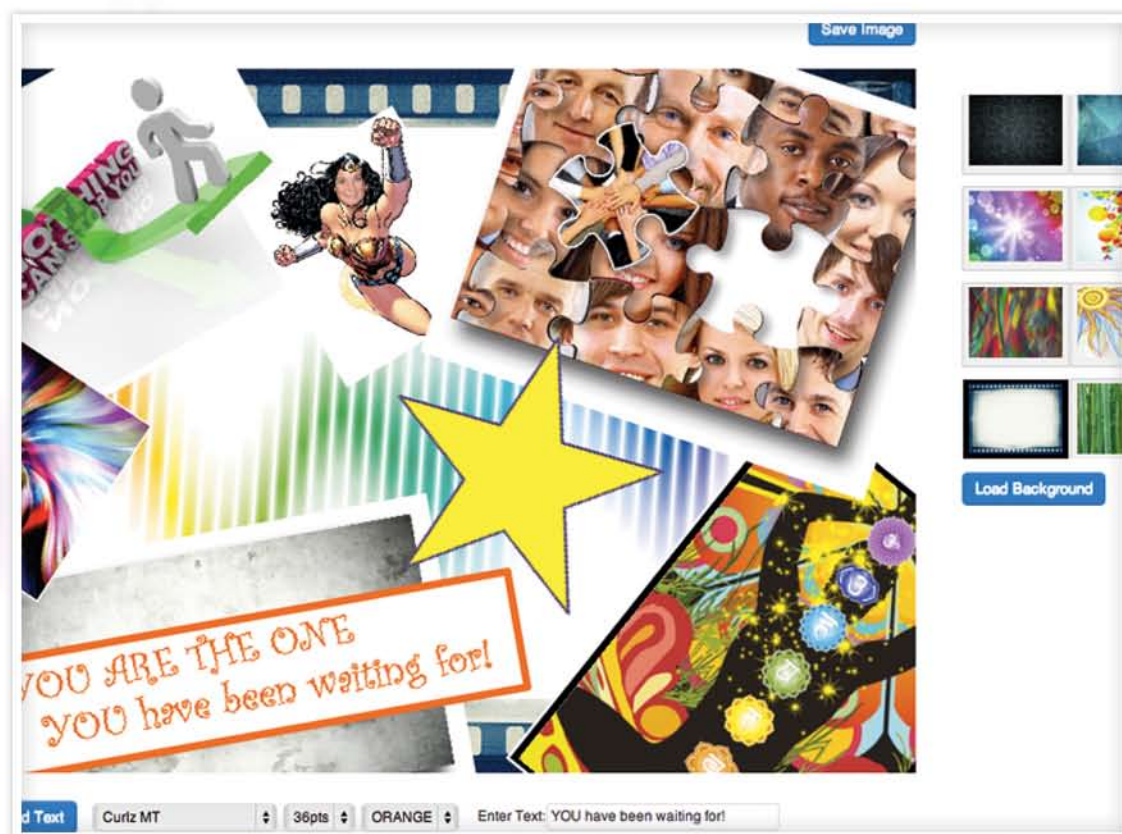 Save Image
YOU ARE THE ONE
YOU have been waiting for!
Load Background
d Text
Curlz MT
36pts
ORANGE
Enter Text: YOU have been waiting for!